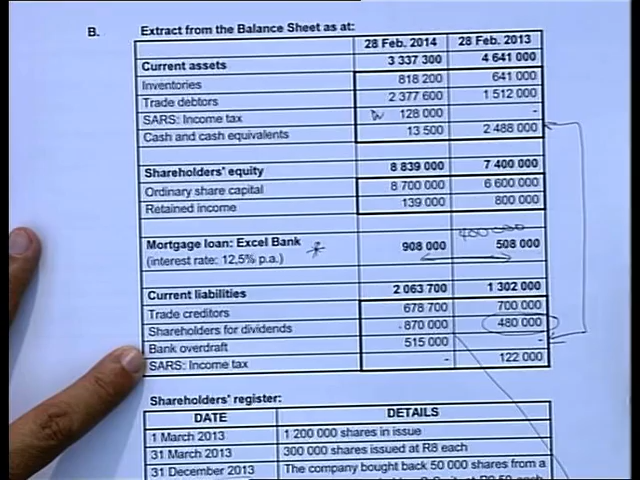 B. Extract from the Balance Sheet as at:
28 Feb. 2014 28 Feb. 2013
Current assets 3 337 300 4 641 000
Inventories 818 200 641 000
Trade debtors 2 377 600 1 512 000
SARS: Income tax 128 000 -
Cash and cash equivalents 13 500 2 488 000
Shareholders' equity 8 839 000 7 400 000
Ordinary share capital 8 700 000 6 600 000
Retained income 139 000 800 000
400 000
Mortgage loan: Excel Bank 908 000 508 000
(interest rate: 12,5% p.a.)
Current liabilities 2 063 700 1 302 000
Trade creditors 678 700 700 000
Shareholders for dividends 870 000 480 000
Bank overdraft 515 000 -
SARS: Income tax - 122 000
Shareholders' register:
DATE DETAILS
1 March 2013 1 200 000 shares in issue
31 March 2013 300 000 shares issued at R8 each
31 December 2013 The company bought back 50 000 shares from a